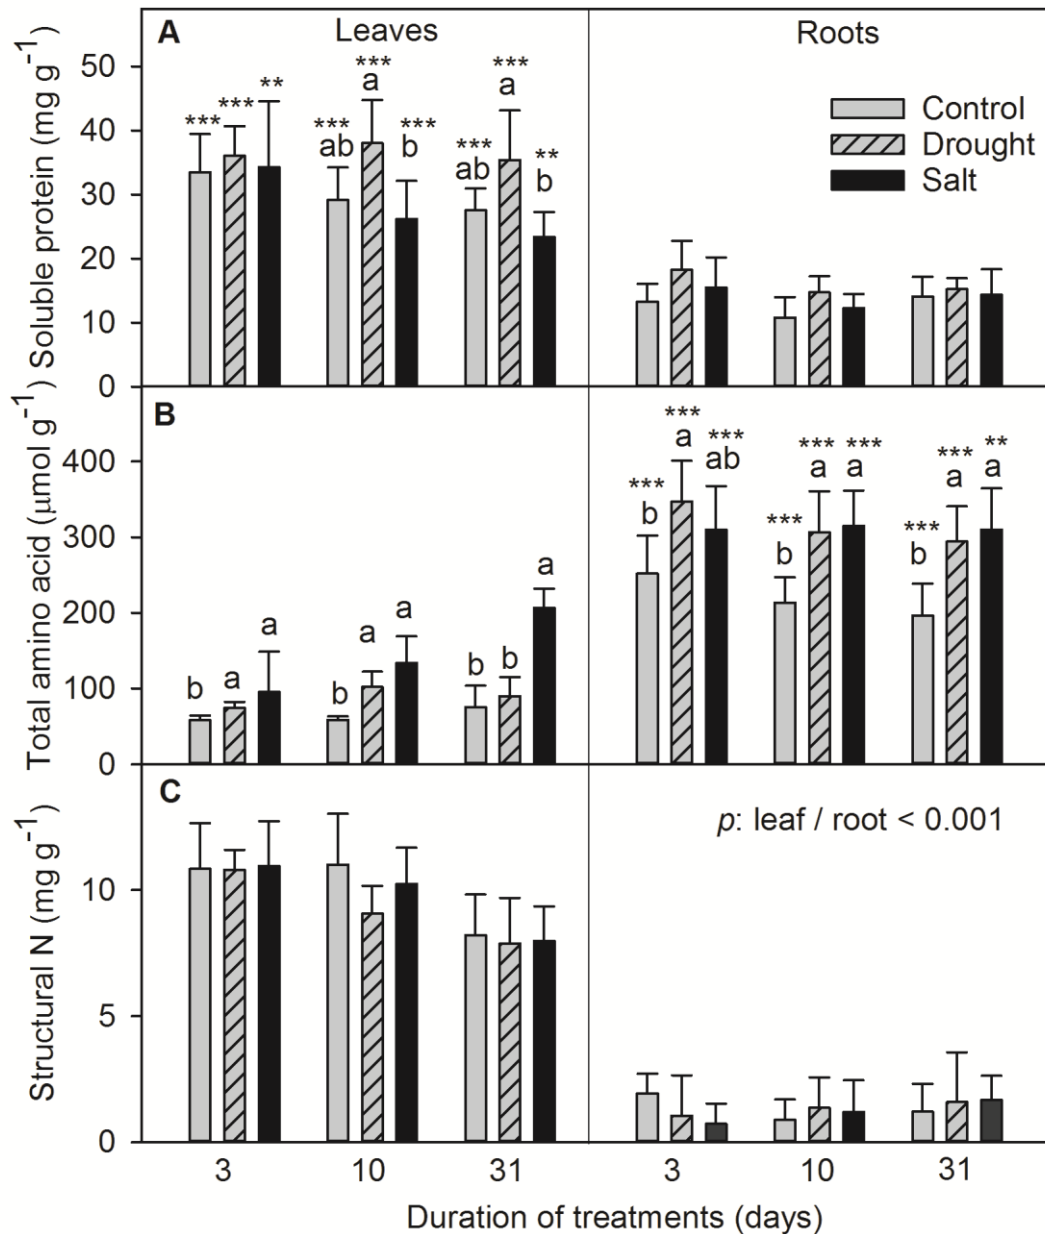 A
Leaves
Roots
Soluble protein (mg g⁻¹)
50
40
30
20
10
0
*** *** **
*** *** ***
ab a b
*** *** **
ab a b
Control
Drought
Salt
B
Total amino acid (μmol g⁻¹)
400
300
200
100
0
b a a
b a a
b b a
*** *** ***
b a ab
*** *** ***
b a a
*** *** **
b a a
C
Structural N (mg g⁻¹)
10
5
0
p: leaf / root < 0.001
3 10 31 3 10 31
Duration of treatments (days)